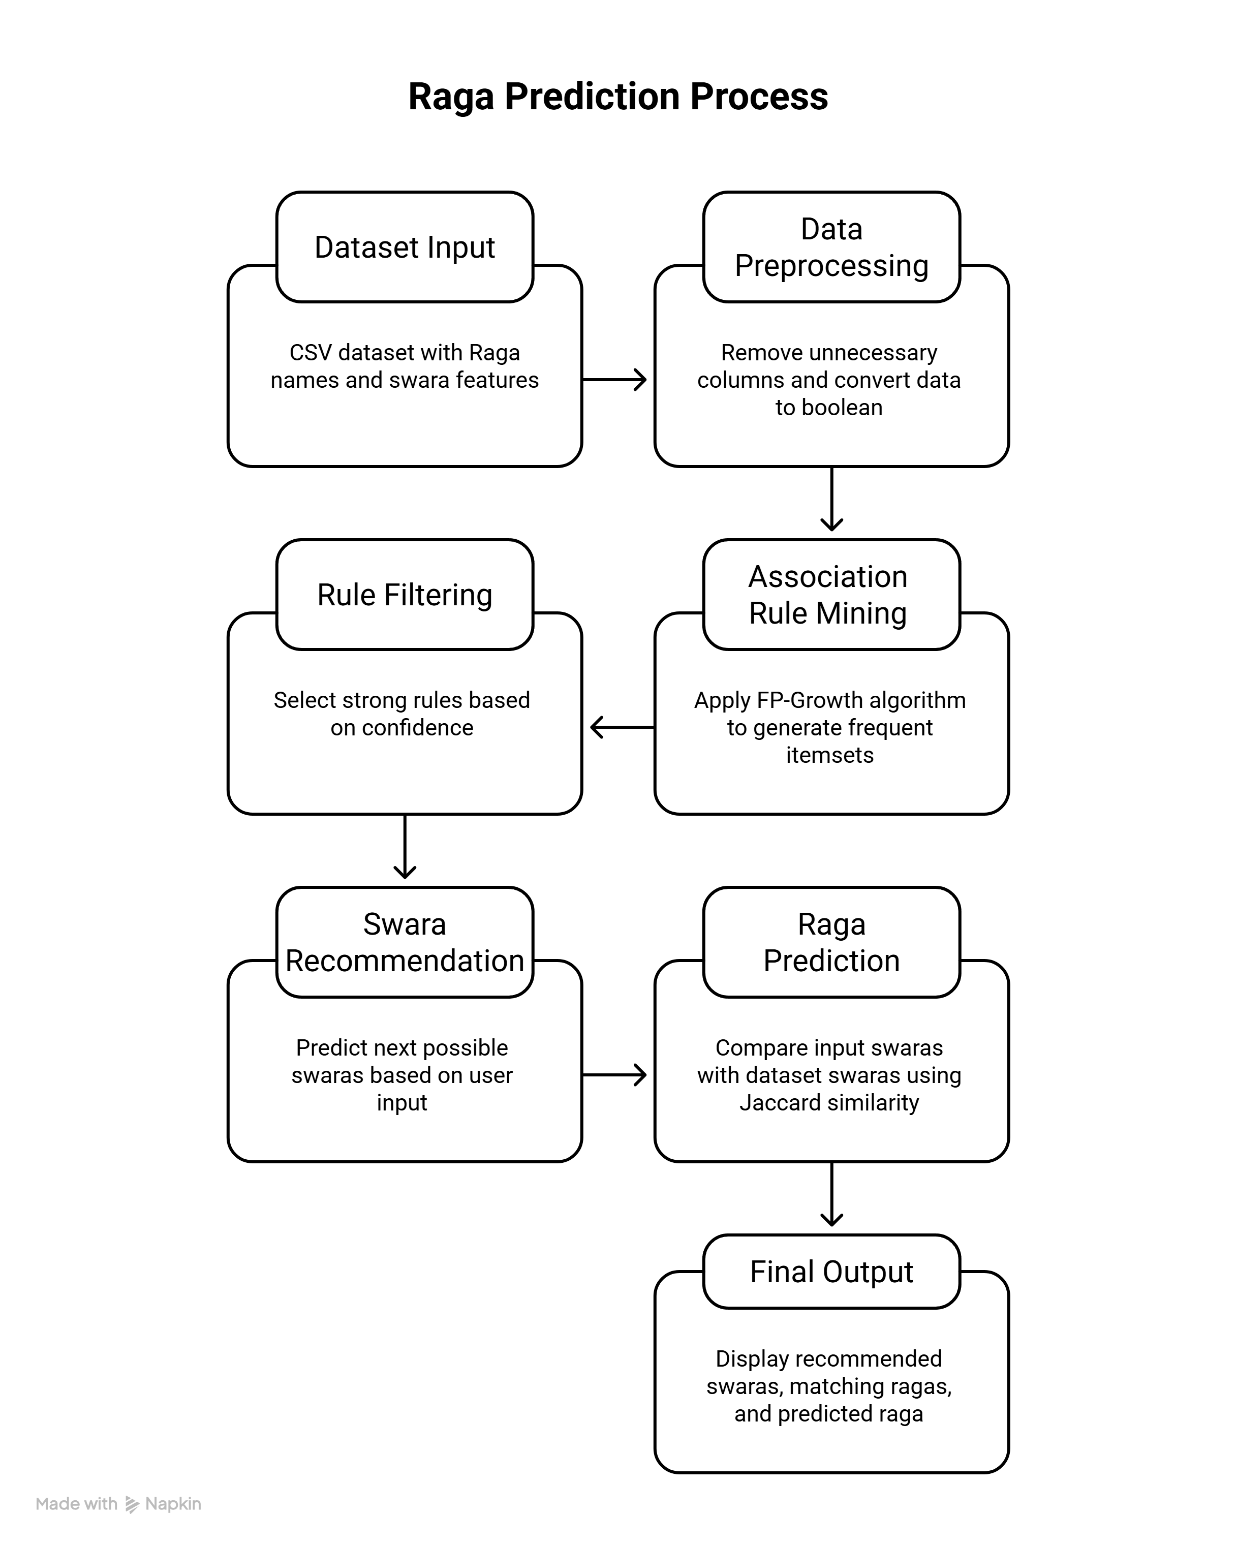 Raga Prediction Process
Dataset Input
CSV dataset with Raga
names and swara features
Data
Preprocessing
Remove unnecessary
columns and convert data
to boolean
Association
Rule Mining
Apply FP-Growth algorithm
to generate frequent
itemsets
Rule Filtering
Select strong rules based
on confidence
Swara
Recommendation
Predict next possible
swaras based on user
input
Raga
Prediction
Compare input swaras
with dataset swaras using
Jaccard similarity
Final Output
Display recommended
swaras, matching ragas,
and predicted raga
Made with Napkin